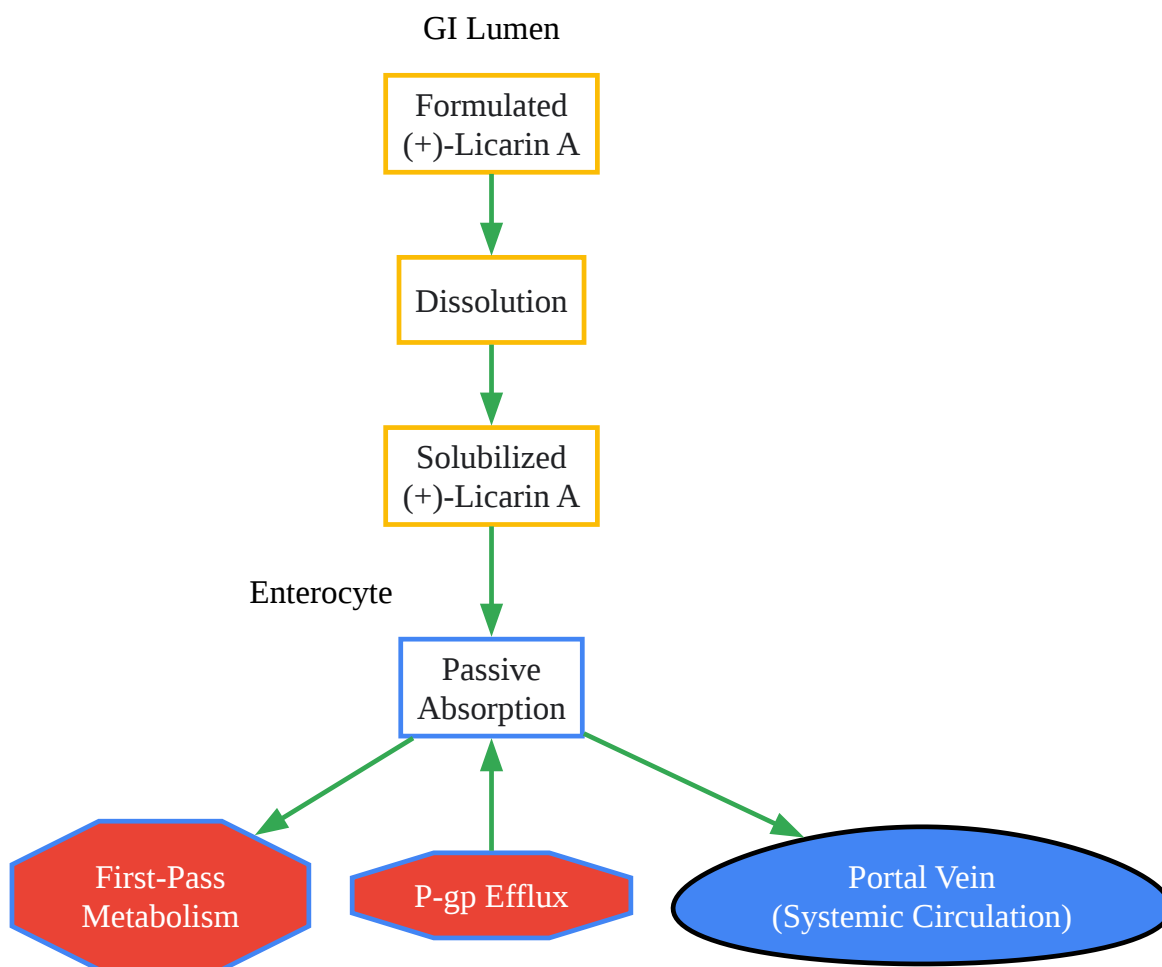 GI Lumen
Formulated
(+)-Licarin A
Dissolution
Solubilized
(+)-Licarin A
Enterocyte
Passive
Absorption
First-Pass
Metabolism
P-gp Efflux
Portal Vein
(Systemic Circulation)